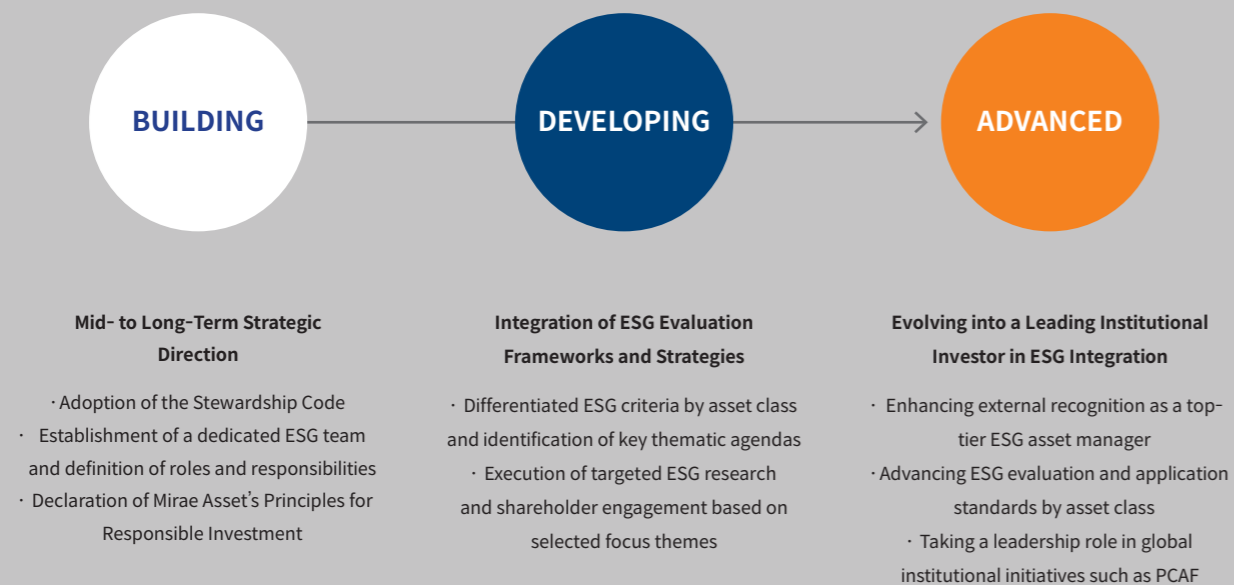 BUILDING
DEVELOPING
ADVANCED
Mid- to Long-Term Strategic
Direction
· Adoption of the Stewardship Code
· Establishment of a dedicated ESG team
and definition of roles and responsibilities
· Declaration of Mirae Asset's Principles for
Responsible Investment
Integration of ESG Evaluation
Frameworks and Strategies
· Differentiated ESG criteria by asset class
and identification of key thematic agendas
· Execution of targeted ESG research
and shareholder engagement based on
selected focus themes
Evolving into a Leading Institutional
Investor in ESG Integration
· Enhancing external recognition as a top-
tier ESG asset manager
· Advancing ESG evaluation and application
standards by asset class
· Taking a leadership role in global
institutional initiatives such as PCAF